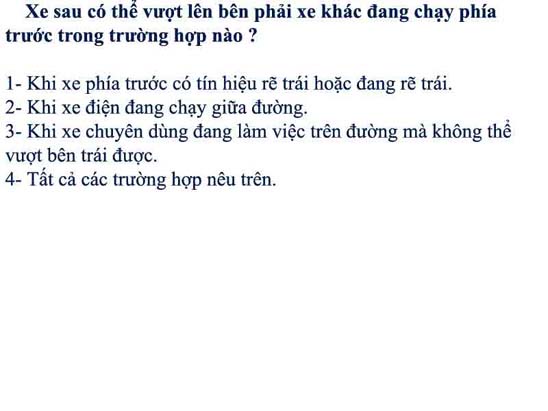 Xe sau có thể vượt lên bên phải xe khác đang chạy phía
trước trong trường hợp nào ?
1- Khi xe phía trước có tín hiệu rẽ trái hoặc đang rẽ trái.
2- Khi xe điện đang chạy giữa đường.
3- Khi xe chuyên dùng đang làm việc trên đường mà không thể
vượt bên trái được.
4- Tất cả các trường hợp nêu trên.